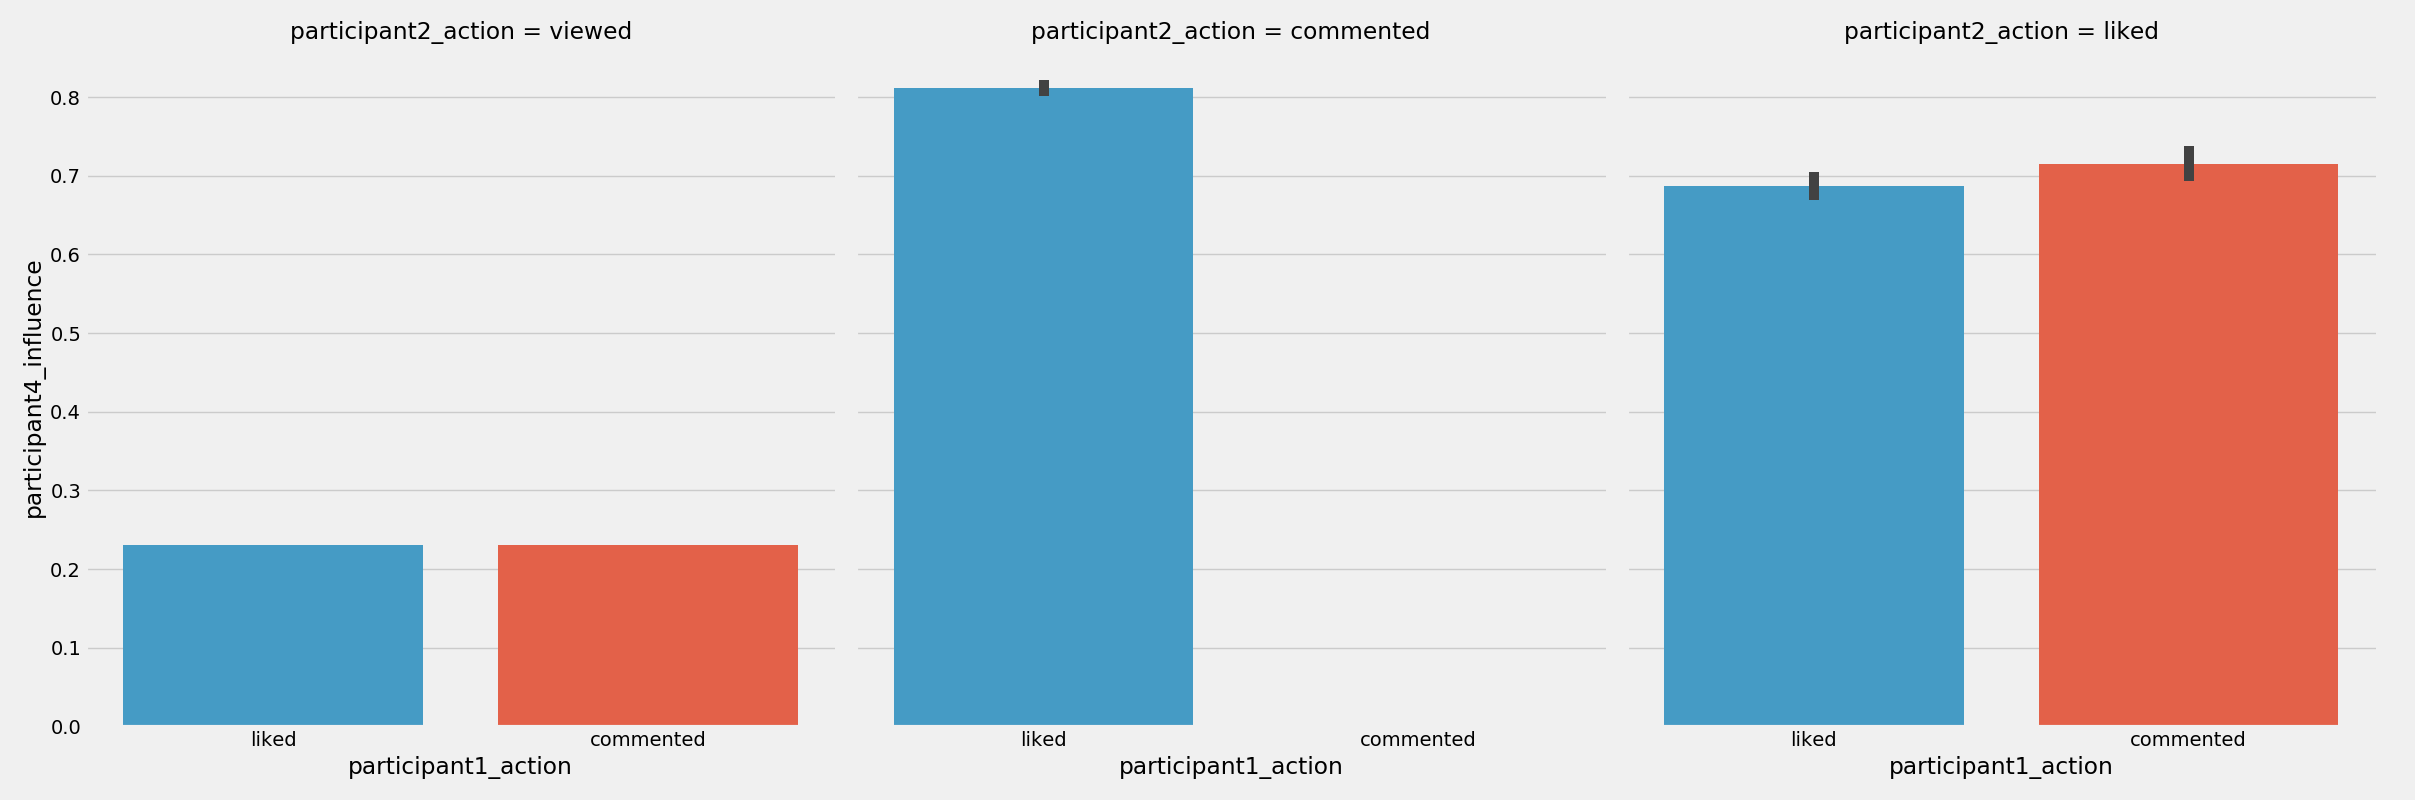 participant2_action = viewed
participant2_action = commented
participant2_action = liked
participant4_influence
0.8
0.7
0.6
0.5
0.4
0.3
0.2
0.1
0.0
liked
commented
liked
commented
liked
commented
participant1_action
participant1_action
participant1_action